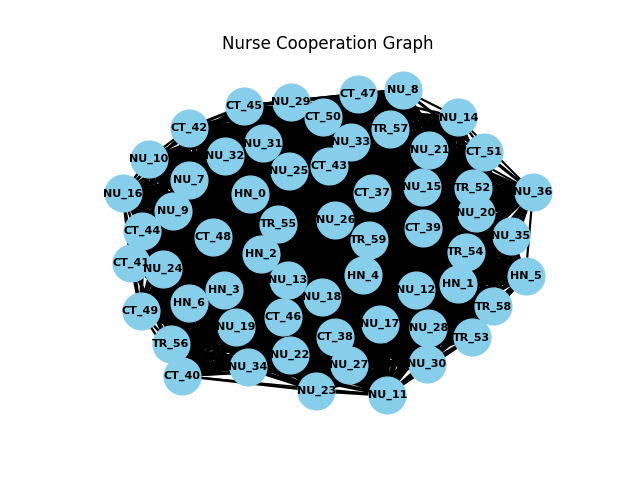 Nurse Cooperation Graph
NU_8
CT_47
NU_29
CT_45
CT_50
NU_14
CT_42
TR_57
NU_33
NU_31
NU_21
CT_51
NU_32
NU_10
CT_43
NU_25
NU_7
NU_15
TR_52
NU_36
NU_16
HN_0
CT_37
NU_9
NU_20
NU_26
TR_55
CT_39
CT_44
NU_35
CT_48
TR_59
TR_54
HN_2
CT_41
NU_24
HN_4
HN_5
NU_13
HN_1
HN_3
NU_12
NU_18
HN_6
TR_58
CT_49
CT_46
NU_17
NU_19
NU_28
CT_38
TR_53
TR_56
NU_22
NU_30
NU_27
NU_34
CT_40
NU_23
NU_11